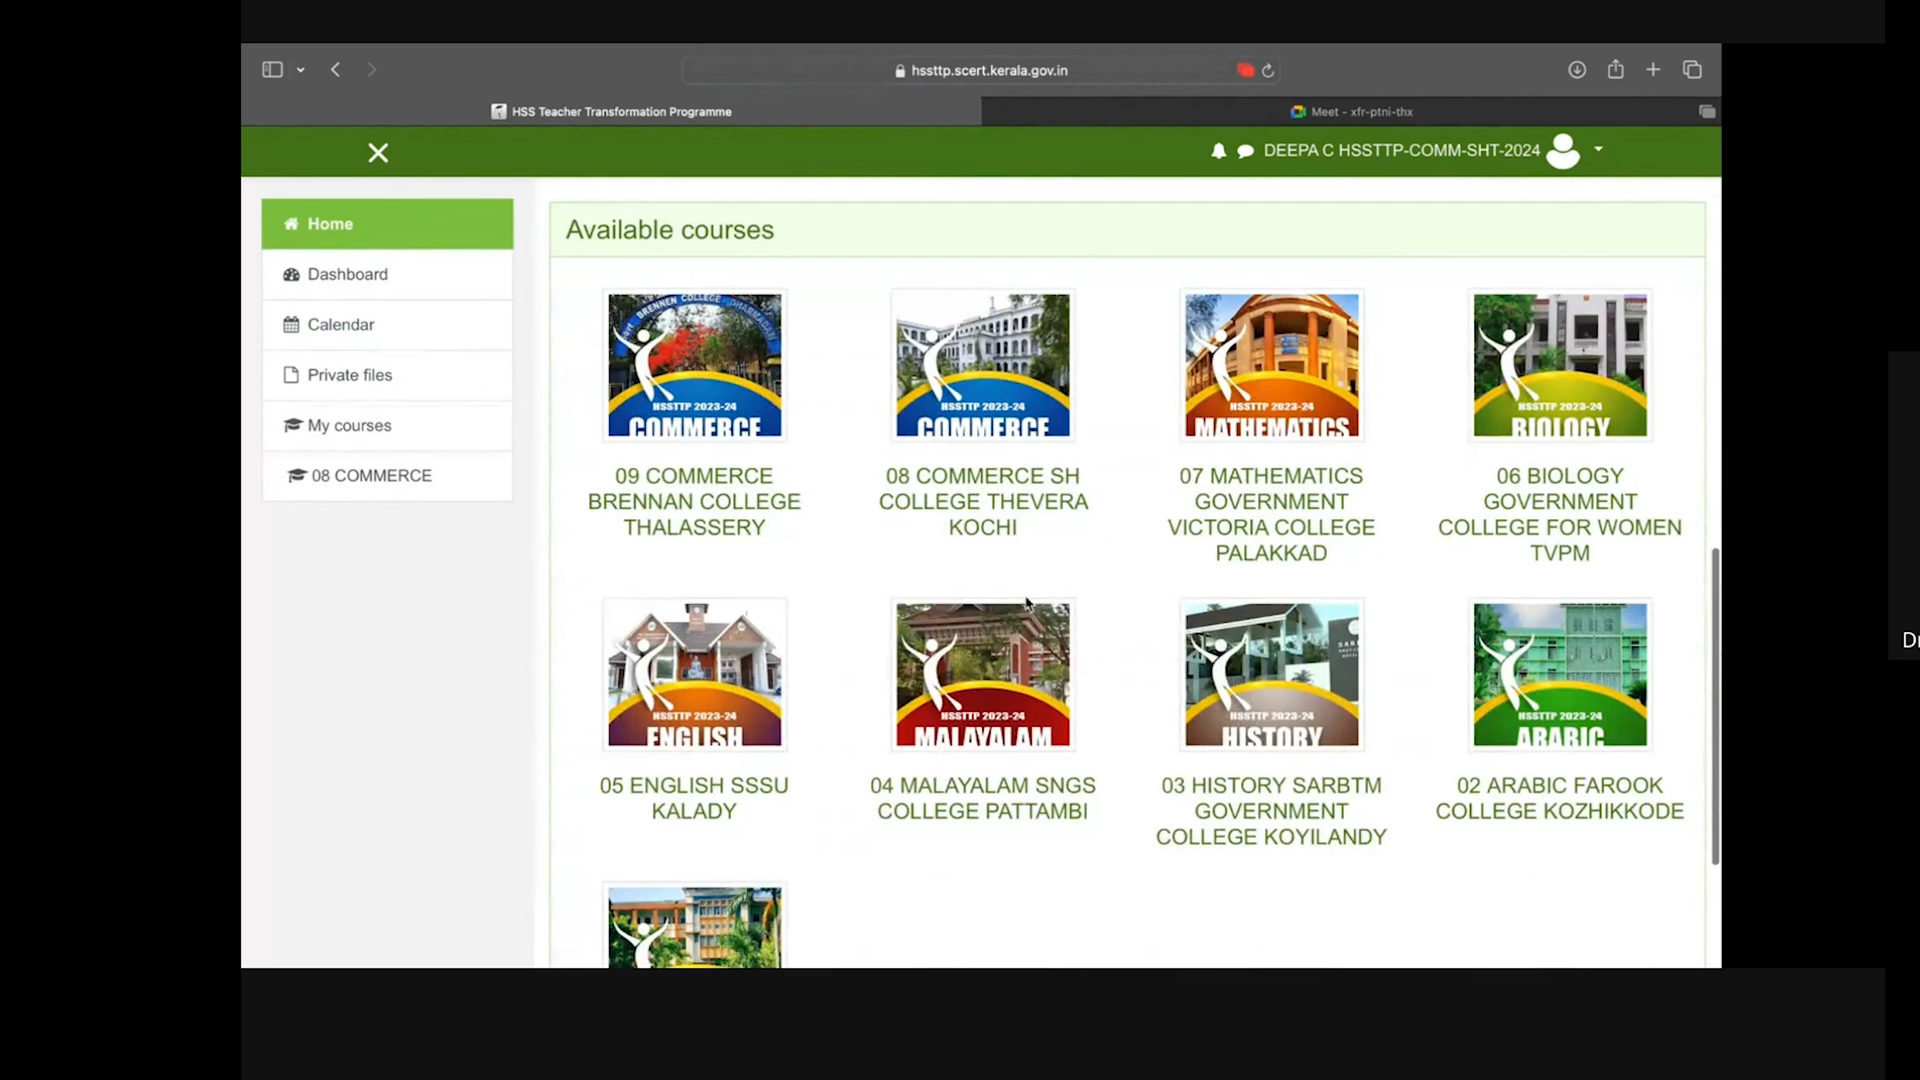 hssttp.scert.kerala.gov.in
HSS Teacher Transformation Programme
Meet - xfr-ptni-thx
DEEPA C HSSTTP-COMM-SHT-2024
Home
Dashboard
Calendar
Private files
My courses
08 COMMERCE
Available courses
BRENNEN COLLEGE
HSSTTP 2023-24
COMMERCE
09 COMMERCE
BRENNAN COLLEGE
THALASSERY
HSSTTP 2023-24
COMMERCE
08 COMMERCE SH
COLLEGE THEVERA
KOCHI
HSSTTP 2023-24
MATHEMATICS
07 MATHEMATICS
GOVERNMENT
VICTORIA COLLEGE
PALAKKAD
HSSTTP 2023-24
BIOLOGY
06 BIOLOGY
GOVERNMENT
COLLEGE FOR WOMEN
TVPM
HSSTTP 2023-24
ENGLISH
05 ENGLISH SSSU
KALADY
HSSTTP 2023-24
MALAYALAM
04 MALAYALAM SNGS
COLLEGE PATTAMBI
HSSTTP 2023-24
HISTORY
03 HISTORY SARBTM
GOVERNMENT
COLLEGE KOYILANDY
HSSTTP 2023-24
ARABIC
02 ARABIC FAROOK
COLLEGE KOZHIKKODE